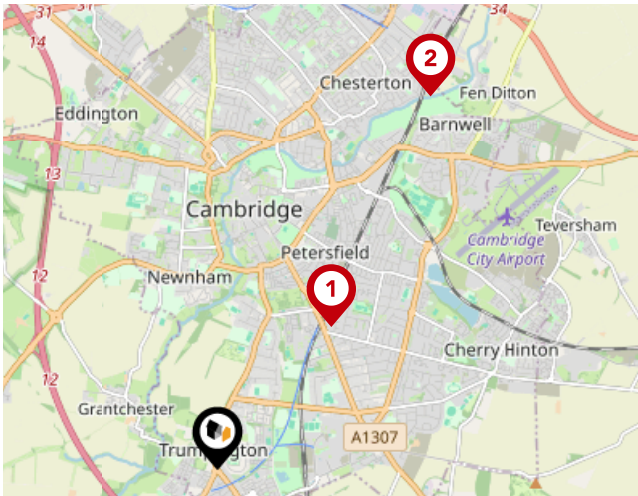 31
34
14
2
Chesterton
Fen Ditton
Eddington
Barnwell
13
Cambridge
Teversham
Cambridge
City Airport
Petersfield
12
Newnham
1
Cherry Hinton
12
Grantchester
A1307